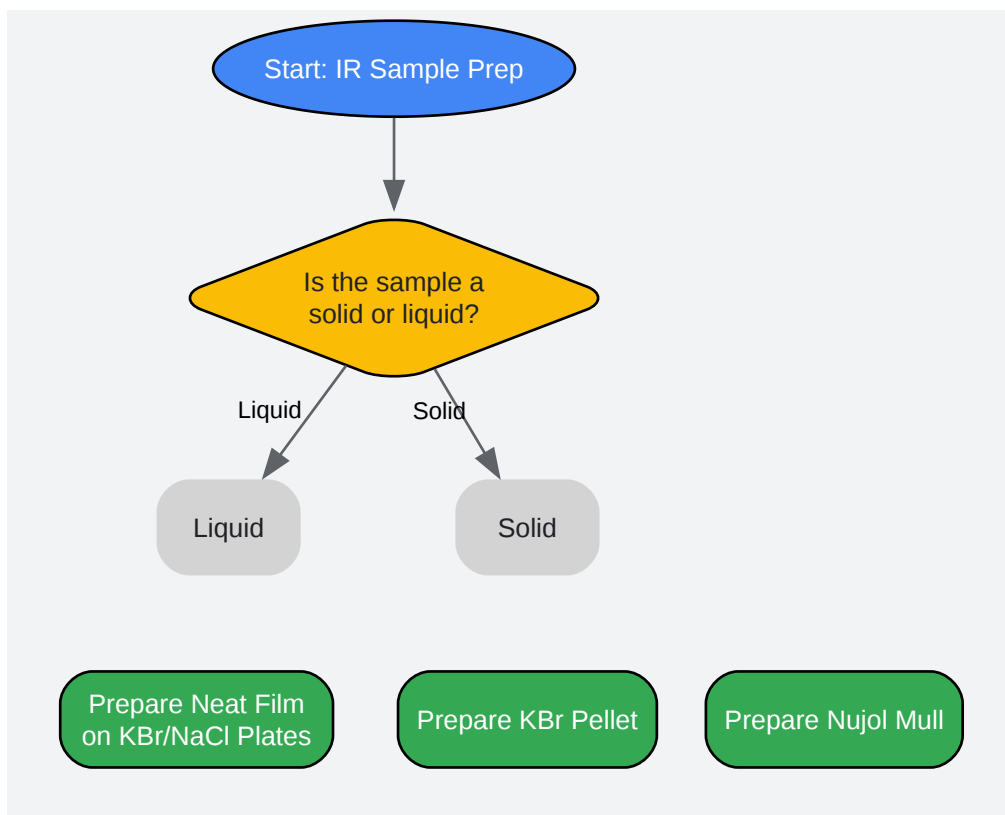 Start: IR Sample Prep
Is the sample a
solid or liquid?
Liquid
Solid
Liquid
Solid
Prepare Neat Film
on KBr/NaCl Plates
Prepare KBr Pellet
Prepare Nujol Mull